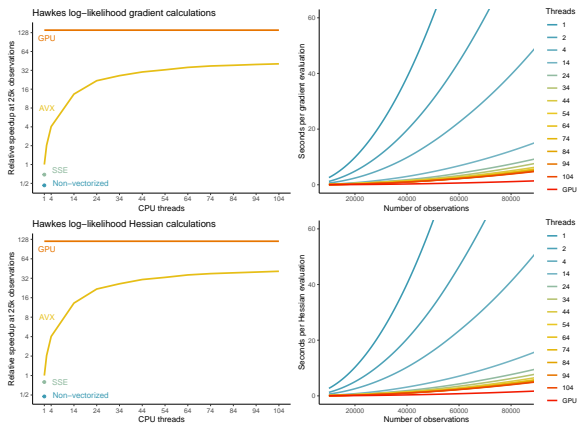 Hawkes log−likelihood gradient calculations
Relative speedup at 25k observations
128
64
32
16
8
4
2
1
1/2
GPU
AVX
SSE
Non−vectorized
1 4 14 24 34 44 54 64 74 84 94 104
CPU threads
Seconds per gradient evaluation
60
40
20
0
20000 40000 60000 80000
Number of observations
Threads
1
2
4
14
24
34
44
54
64
74
84
94
104
GPU
Hawkes log−likelihood Hessian calculations
Relative speedup at 25k observations
128
64
32
16
8
4
2
1
1/2
GPU
AVX
SSE
Non−vectorized
1 4 14 24 34 44 54 64 74 84 94 104
CPU threads
Seconds per Hessian evaluation
60
40
20
0
20000 40000 60000 80000
Number of observations
Threads
1
2
4
14
24
34
44
54
64
74
84
94
104
GPU